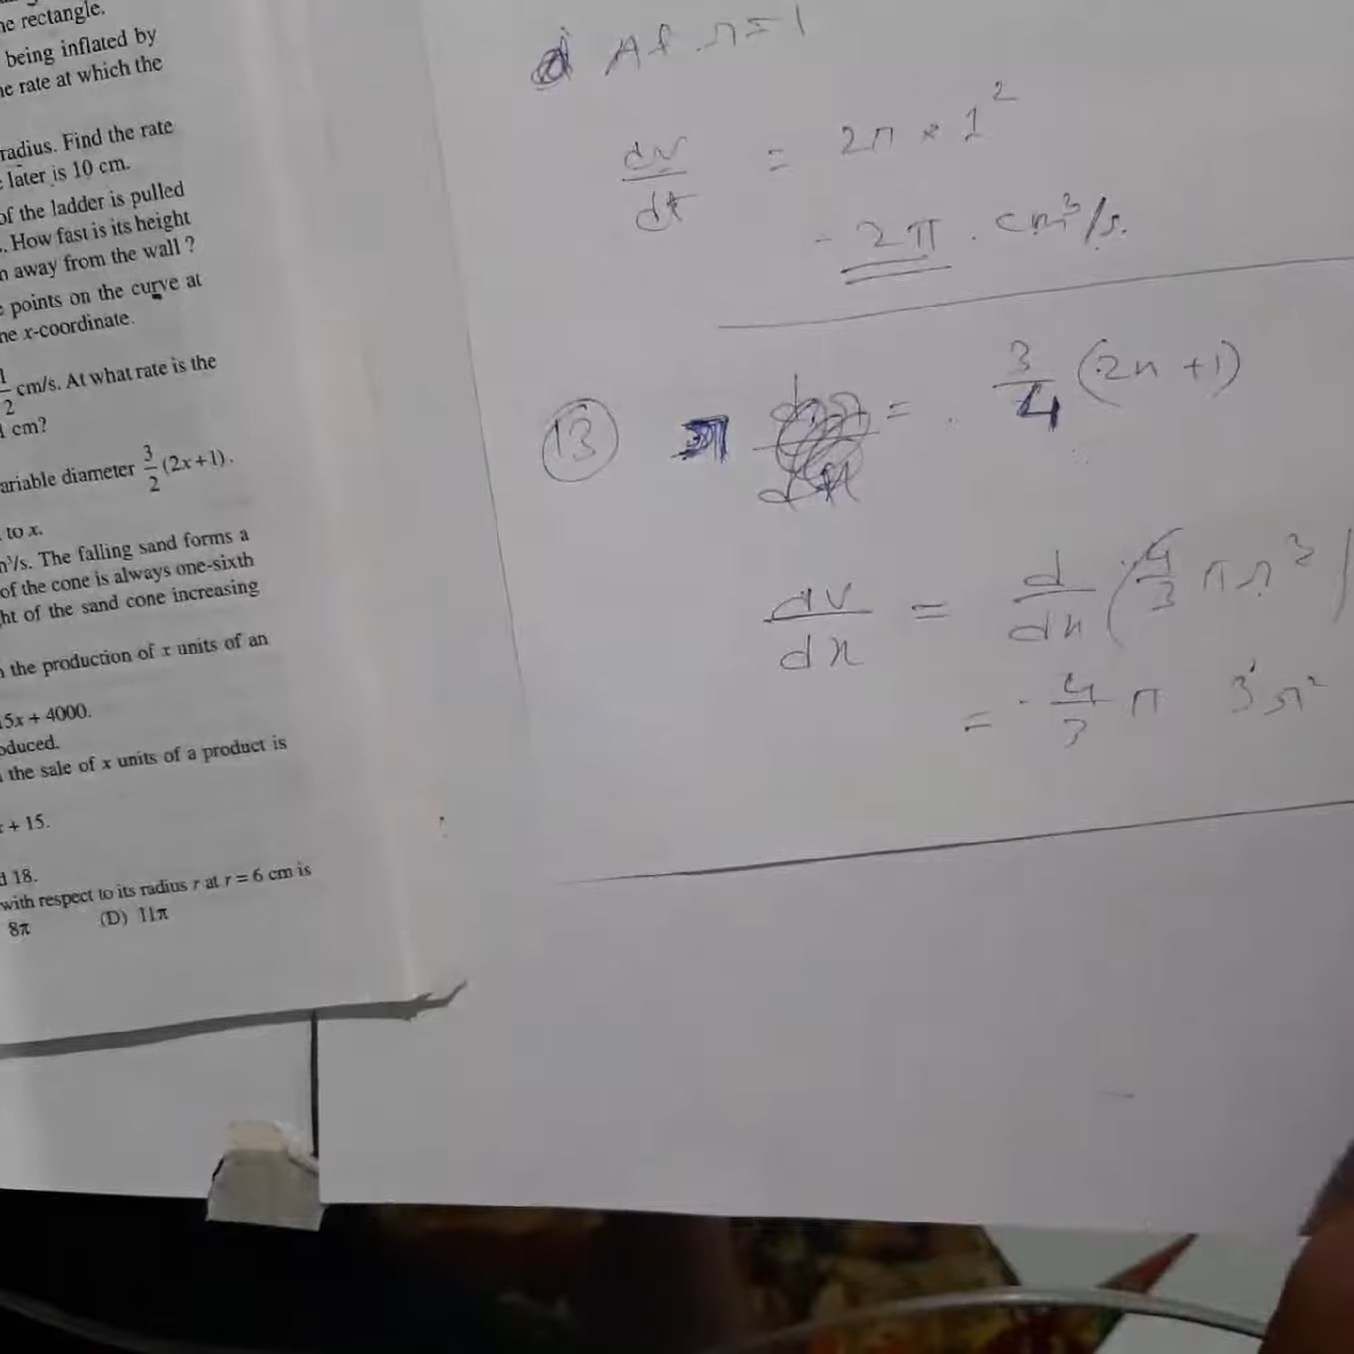 ne rectangle.
being inflated by
ne rate at which the
radius. Find the rate
later is 10 cm.
of the ladder is pulled
. How fast is its height
away from the wall ?
points on the curve at
he x-coordinate.
1/2 cm/s. At what rate is the
1 cm?
ariable diameter 3/2 (2x+1).
to x.
/s. The falling sand forms a
of the cone is always one-sixth
ht of the sand cone increasing
the production of x units of an
5x + 4000.
oduced.
the sale of x units of a product is
+ 15.
18.
with respect to its radius r at r = 6 cm is
8π (D) 11π
At r=1
dv/dt = 2π × 1²
- 2π . cm³/s.
13 = 3/4 (2x +1)
dv/dx = d/dx (4/3 πr³)
= 4/3 π 3r²